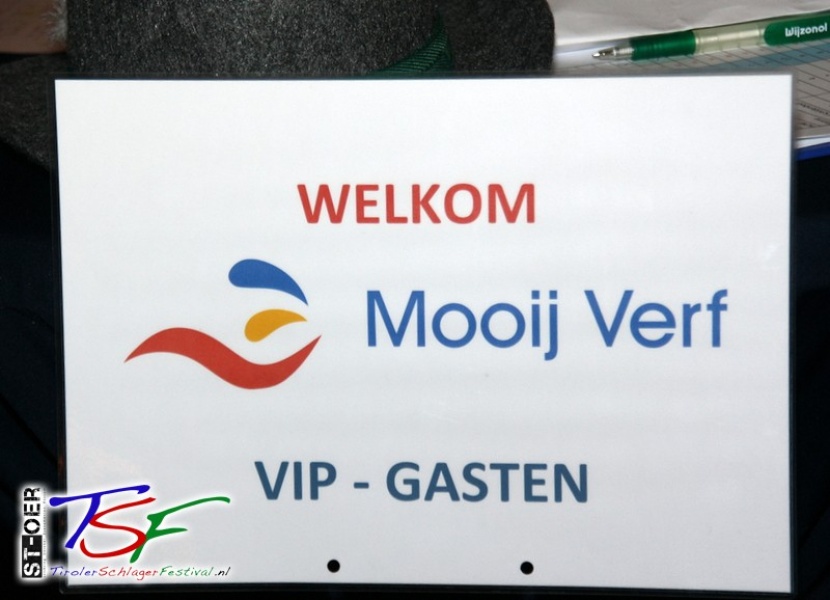 Wijzonol
WELKOM
Mooij Verf
VIP - GASTEN
ST-OER
TSF
TirolerSchlagerFestival.nl